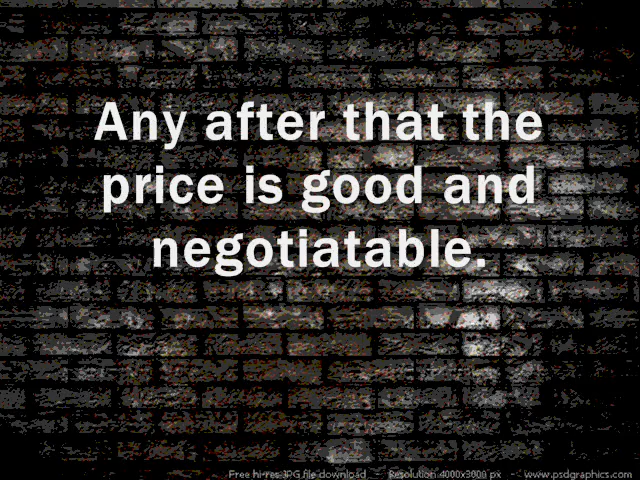 Any after that the
price is good and
negotiatable.
Free hi-res JPG file download  -  Resolution 4000x3000 px  -  www.psdgraphics.com